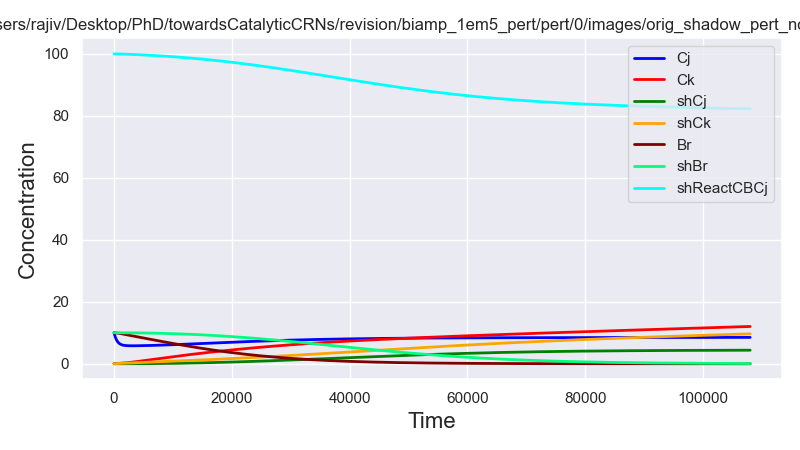 sers/rajiv/Desktop/PhD/towardsCatalyticCRNs/revision/biamp_1em5_pert/pert/0/images/orig_shadow_pert_no
Concentration
100
80
60
40
20
0
Cj
Ck
shCj
shCk
Br
shBr
shReactCBCj
0 20000 40000 60000 80000 100000
Time